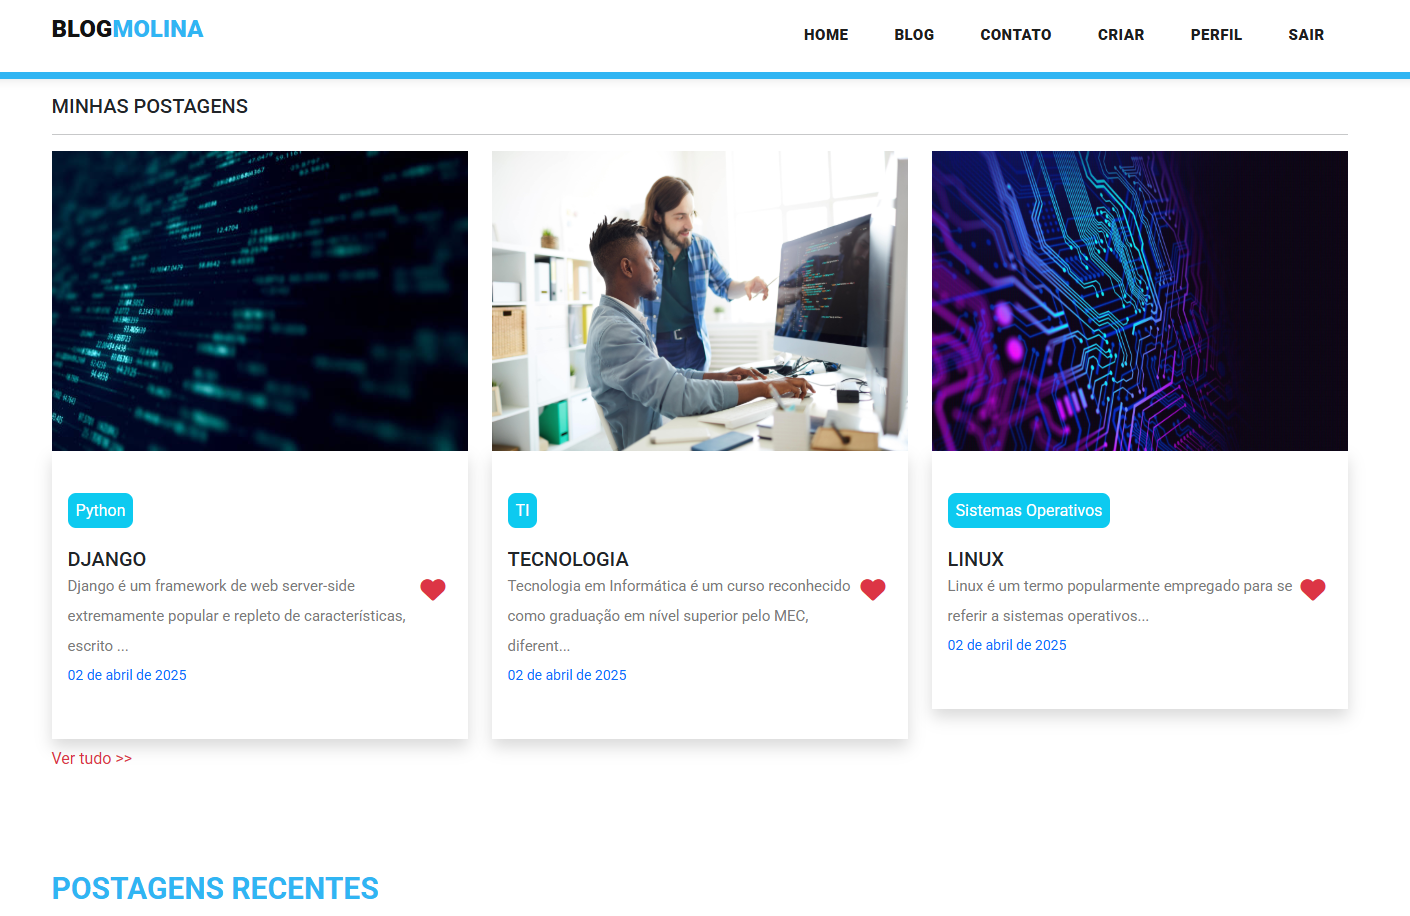 BLOGMOLINA
HOME BLOG CONTATO CRIAR PERFIL SAIR
MINHAS POSTAGENS
Python
DJANGO
Django é um framework de web server-side
extremamente popular e repleto de características,
escrito ...
02 de abril de 2025
TI
TECNOLOGIA
Tecnologia em Informática é um curso reconhecido
como graduação em nível superior pelo MEC,
diferent...
02 de abril de 2025
Sistemas Operativos
LINUX
Linux é um termo popularmente empregado para se
referir a sistemas operativos...
02 de abril de 2025
Ver tudo >>
POSTAGENS RECENTES